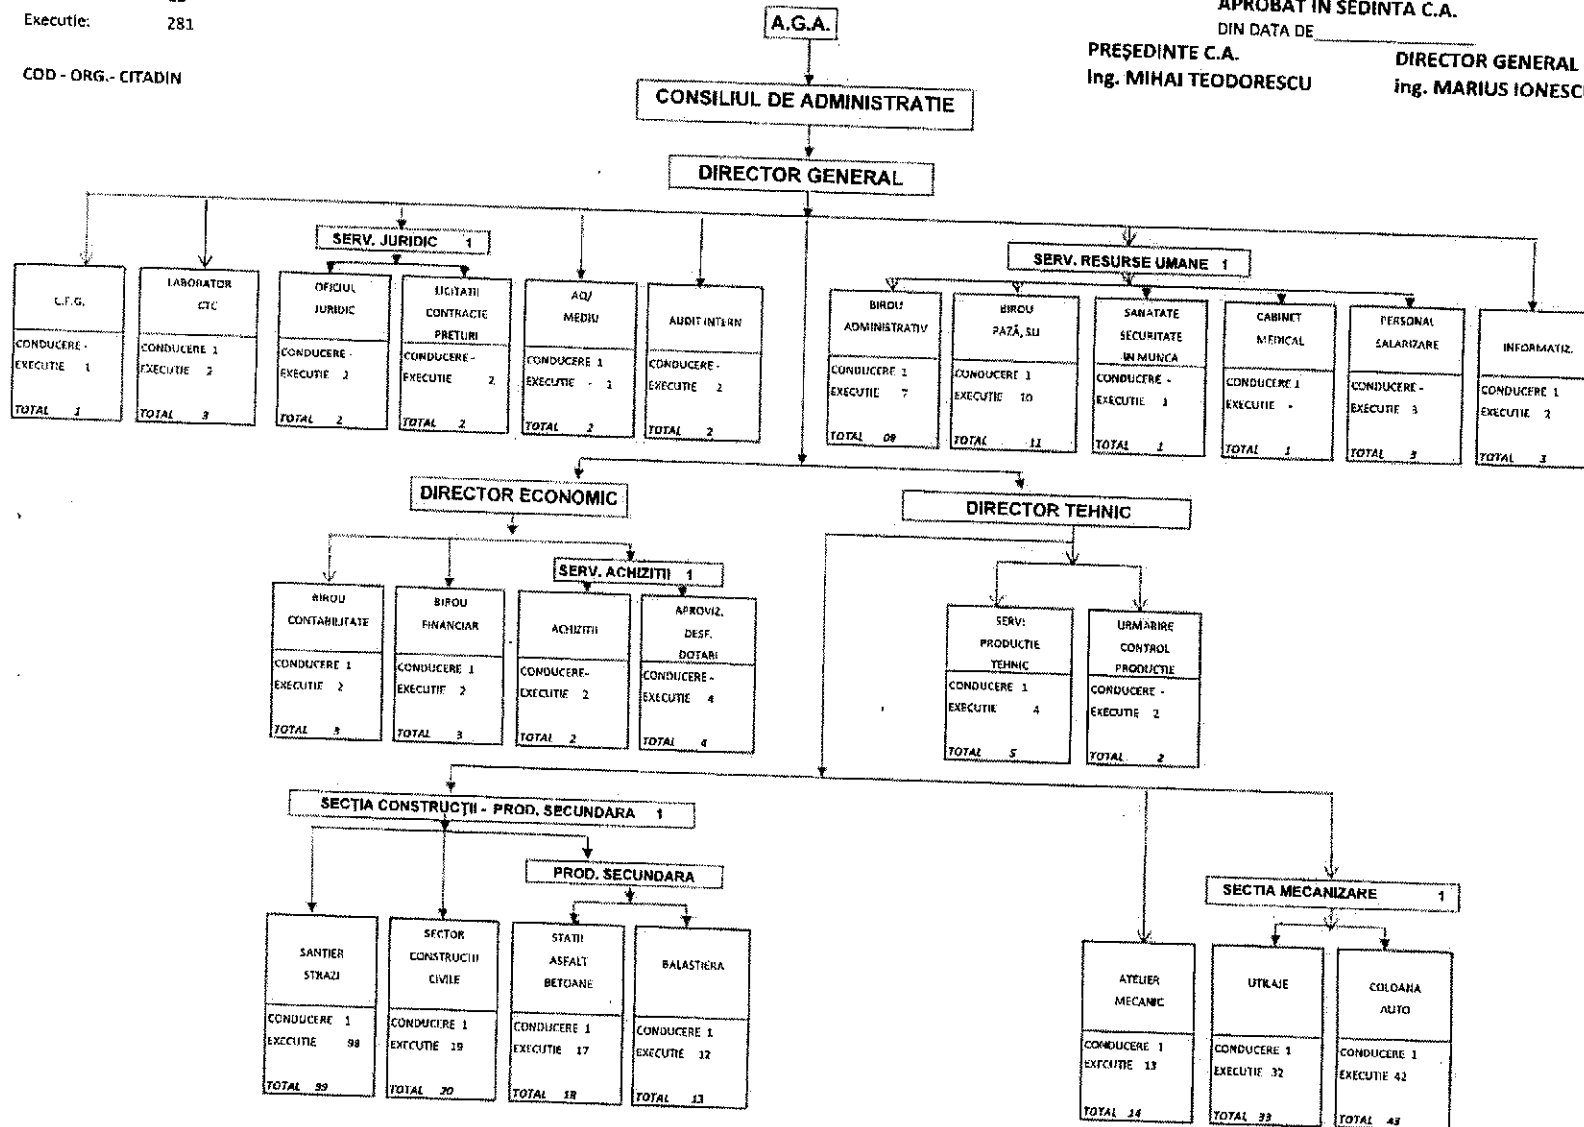 Executie: 281
COD - ORG.- CITADIN
APROBAT IN SEDINTA C.A.
DIN DATA DE
PREȘEDINTE C.A.
Ing. MIHAI TEODORESCU
DIRECTOR GENERAL
ing. MARIUS IONESCU
A.G.A.
CONSILIUL DE ADMINISTRATIE
DIRECTOR GENERAL
SERV. JURIDIC 1
SERV. RESURSE UMANE 1
C.F.G.
CONDUCERE -
EXECUTIE 1
TOTAL 1
LABORATOR
CTC
CONDUCERE 1
EXECUTIE 2
TOTAL 3
OFICIUL
JURIDIC
CONDUCERE -
EXECUTIE 2
TOTAL 2
LICITATII
CONTRACTE
PRETURI
CONDUCERE -
EXECUTIE 2
TOTAL 2
AQ/
MEDIU
CONDUCERE 1
EXECUTIE - 1
TOTAL 2
AUDIT INTERN
CONDUCERE -
EXECUTIE 2
TOTAL 2
BIROU
ADMINISTRATIV
CONDUCERE 1
EXECUTIE 7
TOTAL 08
BIROU
PAZĂ, SU
CONDUCERE 1
EXECUTIE 10
TOTAL 11
SANATATE
SECURITATE
IN MUNCA
CONDUCERE -
EXECUTIE 1
TOTAL 1
CABINET
MEDICAL
CONDUCERE 1
EXECUTIE -
TOTAL 1
PERSONAL
SALARIZARE
CONDUCERE -
EXECUTIE 3
TOTAL 3
INFORMATIZ.
CONDUCERE 1
EXECUTIE 2
TOTAL 3
DIRECTOR ECONOMIC
DIRECTOR TEHNIC
SERV. ACHIZITII 1
BIROU
CONTABILITATE
CONDUCERE 1
EXECUTIE 2
TOTAL 3
BIROU
FINANCIAR
CONDUCERE 1
EXECUTIE 2
TOTAL 3
ACHIZITII
CONDUCERE-
EXECUTIE 2
TOTAL 2
APROVIZ.
DESF.
DOTARI
CONDUCERE -
EXECUTIE 4
TOTAL 4
SERV.
PRODUCTIE
TEHNIC
CONDUCERE 1
EXECUTIE 4
TOTAL 5
URMARIRE
CONTROL
PRODUCTIE
CONDUCERE -
EXECUTIE 2
TOTAL 2
SECȚIA CONSTRUCȚII - PROD. SECUNDARA 1
PROD. SECUNDARA
SECTIA MECANIZARE 1
SANTIER
STRAZI
CONDUCERE 1
EXECUTIE 98
TOTAL 99
SECTOR
CONSTRUCTII
CIVILE
CONDUCERE 1
EXECUTIE 19
TOTAL 20
STATII
ASFALT
BETOANE
CONDUCERE 1
EXECUTIE 17
TOTAL 18
BALASTIERA
CONDUCERE 1
EXECUTIE 12
TOTAL 13
ATELIER
MECANIC
CONDUCERE 1
EXECUTIE 13
TOTAL 14
UTILAJE
CONDUCERE 1
EXECUTIE 32
TOTAL 33
COLOANA
AUTO
CONDUCERE 1
EXECUTIE 42
TOTAL 43